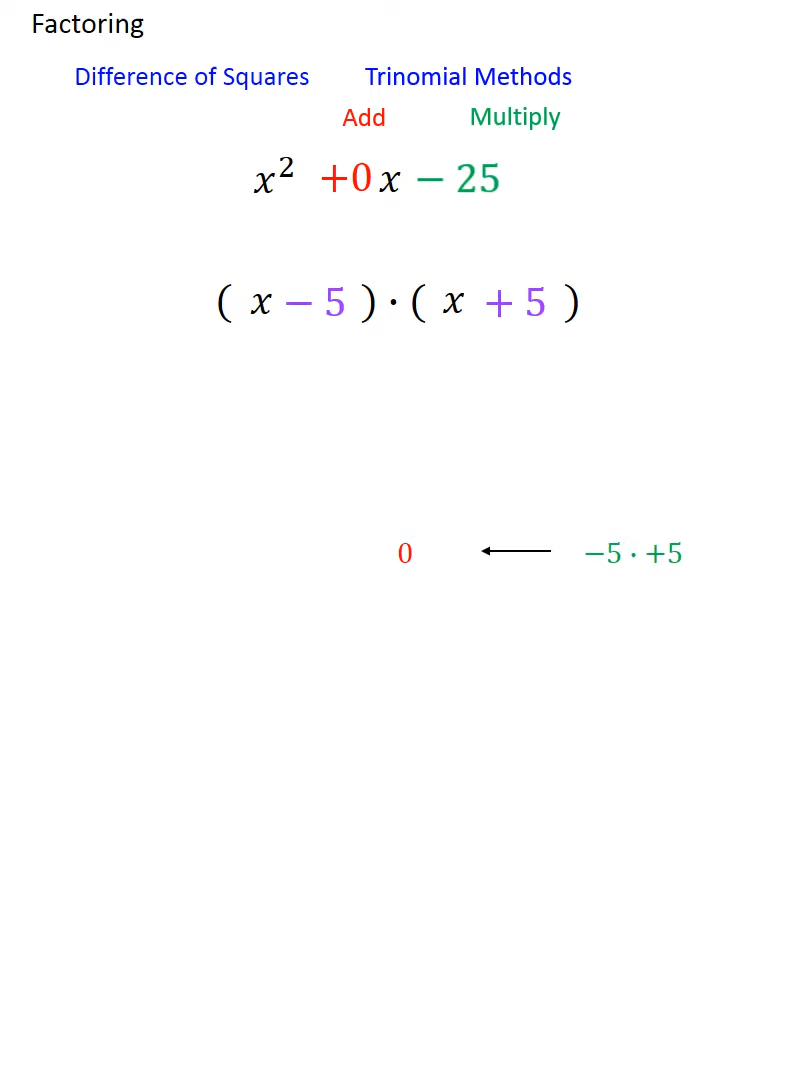 Factoring
Difference of Squares Trinomial Methods
Add Multiply
x² +0x − 25
( x − 5 ) · ( x + 5 )
0 ← −5 · +5